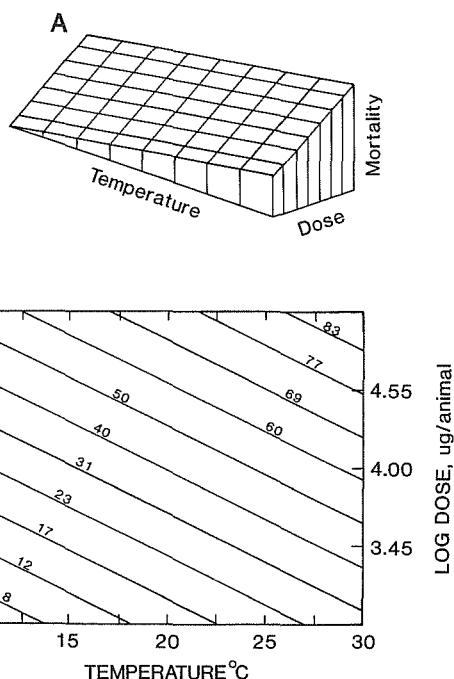 A
Temperature
Dose
Mortality
83
77
69
60
50
40
31
23
17
12
8
4.55
4.00
3.45
LOG DOSE, ug/animal
15 20 25 30
TEMPERATURE°C